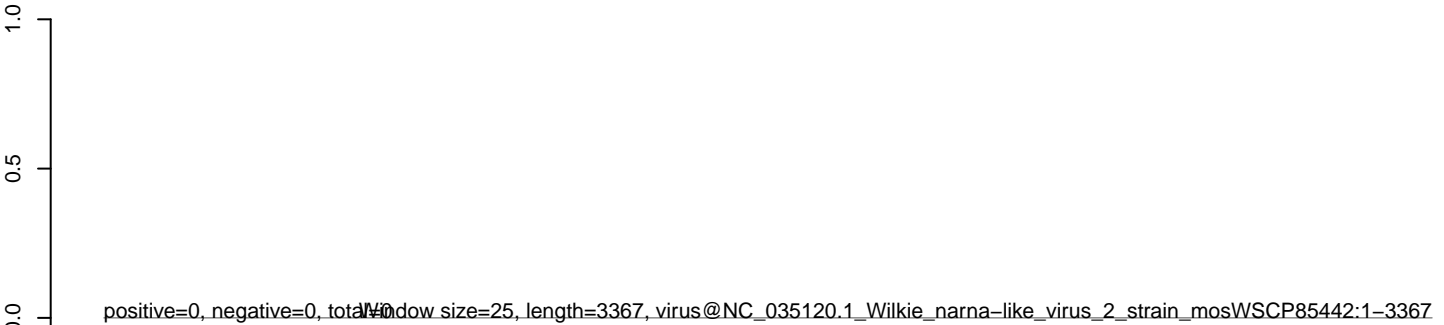 1.0
0.5
0.0
positive=0, negative=0, total=0
Window size=25, length=3367, virus@NC_035120.1_Wilkie_narna−like_virus_2_strain_mosWSCP85442:1−3367